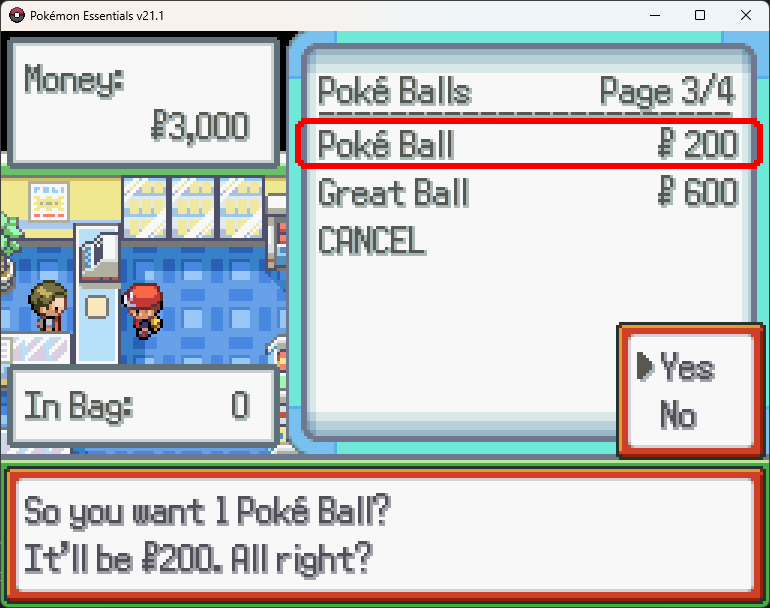 Pokémon Essentials v21.1
Money:
₽3,000
Poké Balls Page 3/4
Poké Ball ₽ 200
Great Ball ₽ 600
CANCEL
Yes
No
In Bag: 0
So you want 1 Poké Ball?
It'll be ₽200. All right?